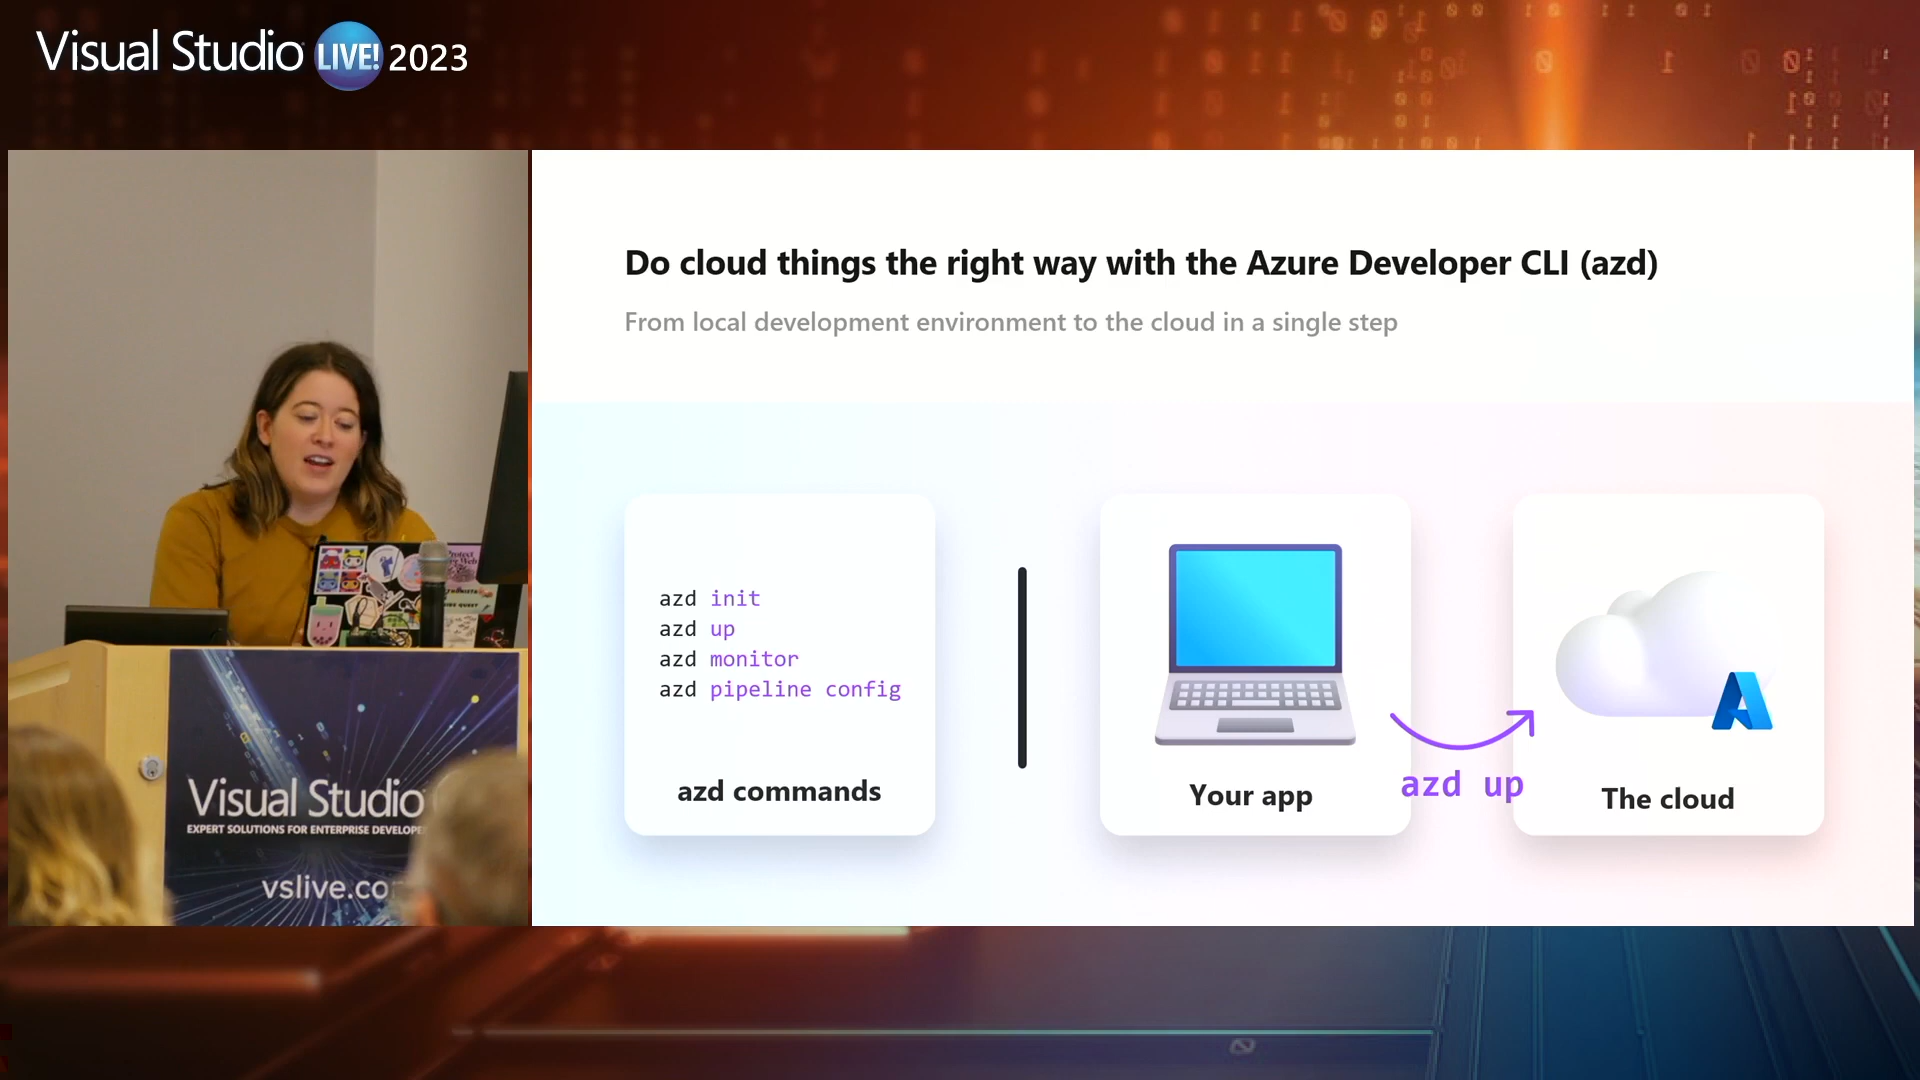 Visual Studio LIVE! 2023
Do cloud things the right way with the Azure Developer CLI (azd)
From local development environment to the cloud in a single step
azd init
azd up
azd monitor
azd pipeline config
azd commands
Your app
azd up
The cloud
Visual Studio
EXPERT SOLUTIONS FOR ENTERPRISE
vslive.co